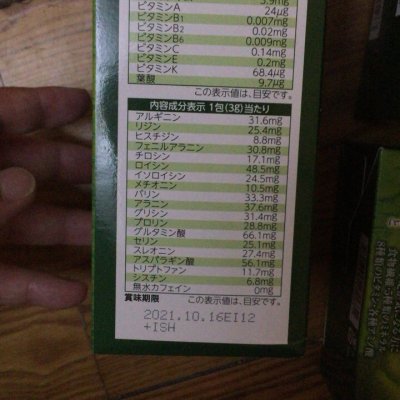 3.9mg
ビタミンA 24μg
ビタミンB1 0.007mg
ビタミンB2 0.02mg
ビタミンB6 0.009mg
ビタミンC 0.14mg
ビタミンE 0.2mg
ビタミンK 68.4μg
葉酸 9.7μg
この表示値は、目安です。
内容成分表示 1包(3g)当たり
アルギニン 31.6mg
リジン 25.4mg
ヒスチジン 8.8mg
フェニルアラニン 30.8mg
チロシン 17.1mg
ロイシン 48.5mg
イソロイシン 24.5mg
メチオニン 10.5mg
バリン 33.3mg
アラニン 37.6mg
グリシン 31.4mg
プロリン 28.8mg
グルタミン酸 66.1mg
セリン 25.1mg
スレオニン 27.4mg
アスパラギン酸 56.1mg
トリプトファン 11.7mg
シスチン 6.8mg
無水カフェイン 0mg
この表示値は、目安です。
賞味期限
2021.10.16EI12
+ISH